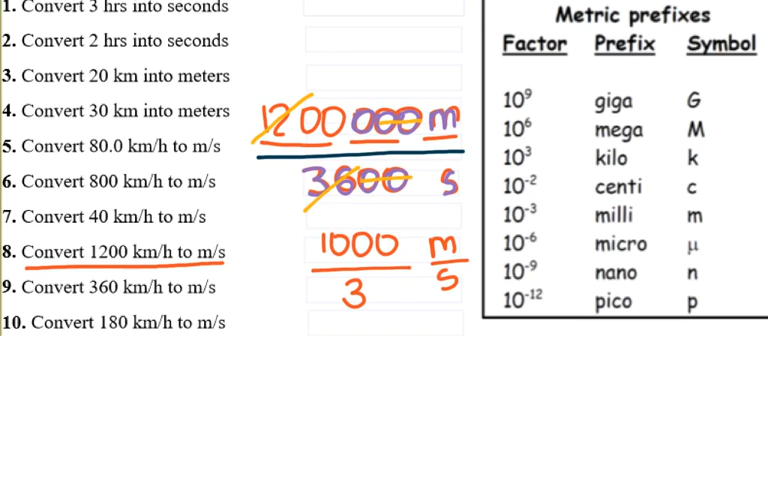 1. Convert 3 hrs into seconds
2. Convert 2 hrs into seconds
3. Convert 20 km into meters
4. Convert 30 km into meters
5. Convert 80.0 km/h to m/s
6. Convert 800 km/h to m/s
7. Convert 40 km/h to m/s
8. Convert 1200 km/h to m/s
9. Convert 360 km/h to m/s
10. Convert 180 km/h to m/s
1200 000 m
3600 s
1000 m
3 s
Metric prefixes
Factor Prefix Symbol
10⁹ giga G
10⁶ mega M
10³ kilo k
10⁻² centi c
10⁻³ milli m
10⁻⁶ micro μ
10⁻⁹ nano n
10⁻¹² pico p